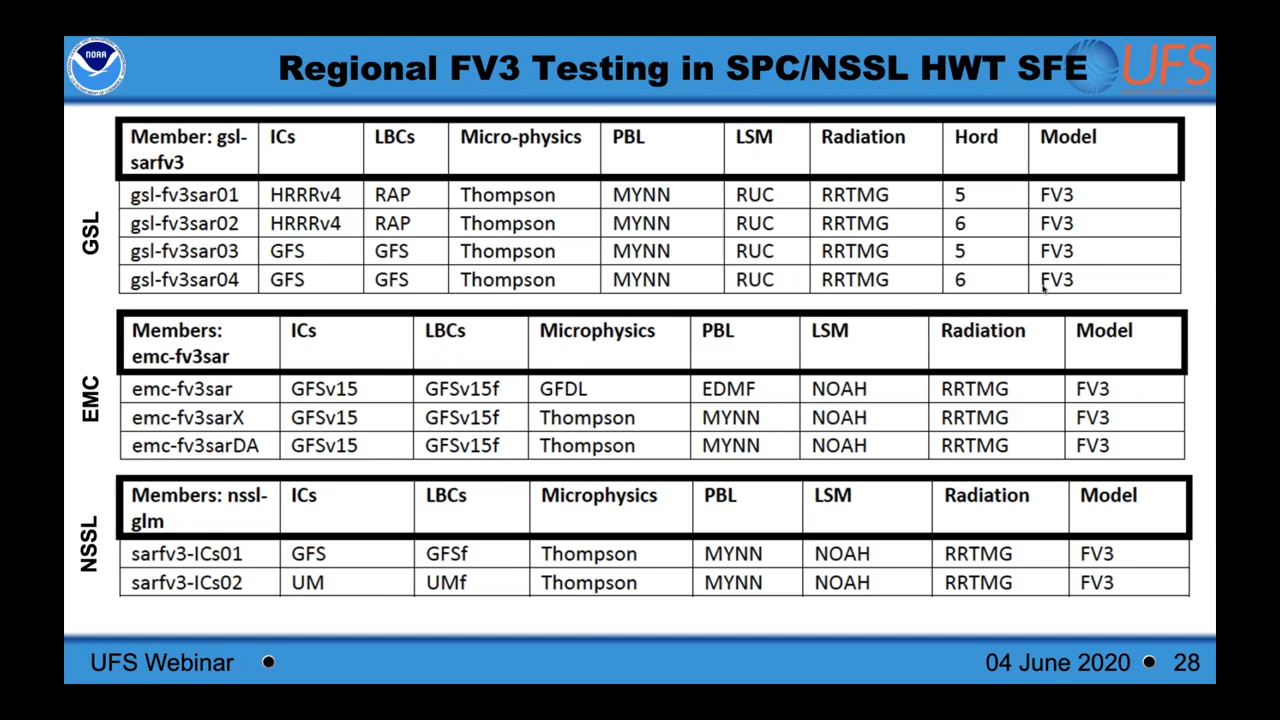 NOAA
Regional FV3 Testing in SPC/NSSL HWT SFE
UFS
GSL
Member: gsl-sarfv3 ICs LBCs Micro-physics PBL LSM Radiation Hord Model
gsl-fv3sar01 HRRRv4 RAP Thompson MYNN RUC RRTMG 5 FV3
gsl-fv3sar02 HRRRv4 RAP Thompson MYNN RUC RRTMG 6 FV3
gsl-fv3sar03 GFS GFS Thompson MYNN RUC RRTMG 5 FV3
gsl-fv3sar04 GFS GFS Thompson MYNN RUC RRTMG 6 FV3
EMC
Members: emc-fv3sar ICs LBCs Microphysics PBL LSM Radiation Model
emc-fv3sar GFSv15 GFSv15f GFDL EDMF NOAH RRTMG FV3
emc-fv3sarX GFSv15 GFSv15f Thompson MYNN NOAH RRTMG FV3
emc-fv3sarDA GFSv15 GFSv15f Thompson MYNN NOAH RRTMG FV3
NSSL
Members: nssl-glm ICs LBCs Microphysics PBL LSM Radiation Model
sarfv3-ICs01 GFS GFSf Thompson MYNN NOAH RRTMG FV3
sarfv3-ICs02 UM UMf Thompson MYNN NOAH RRTMG FV3
UFS Webinar • 04 June 2020 • 28